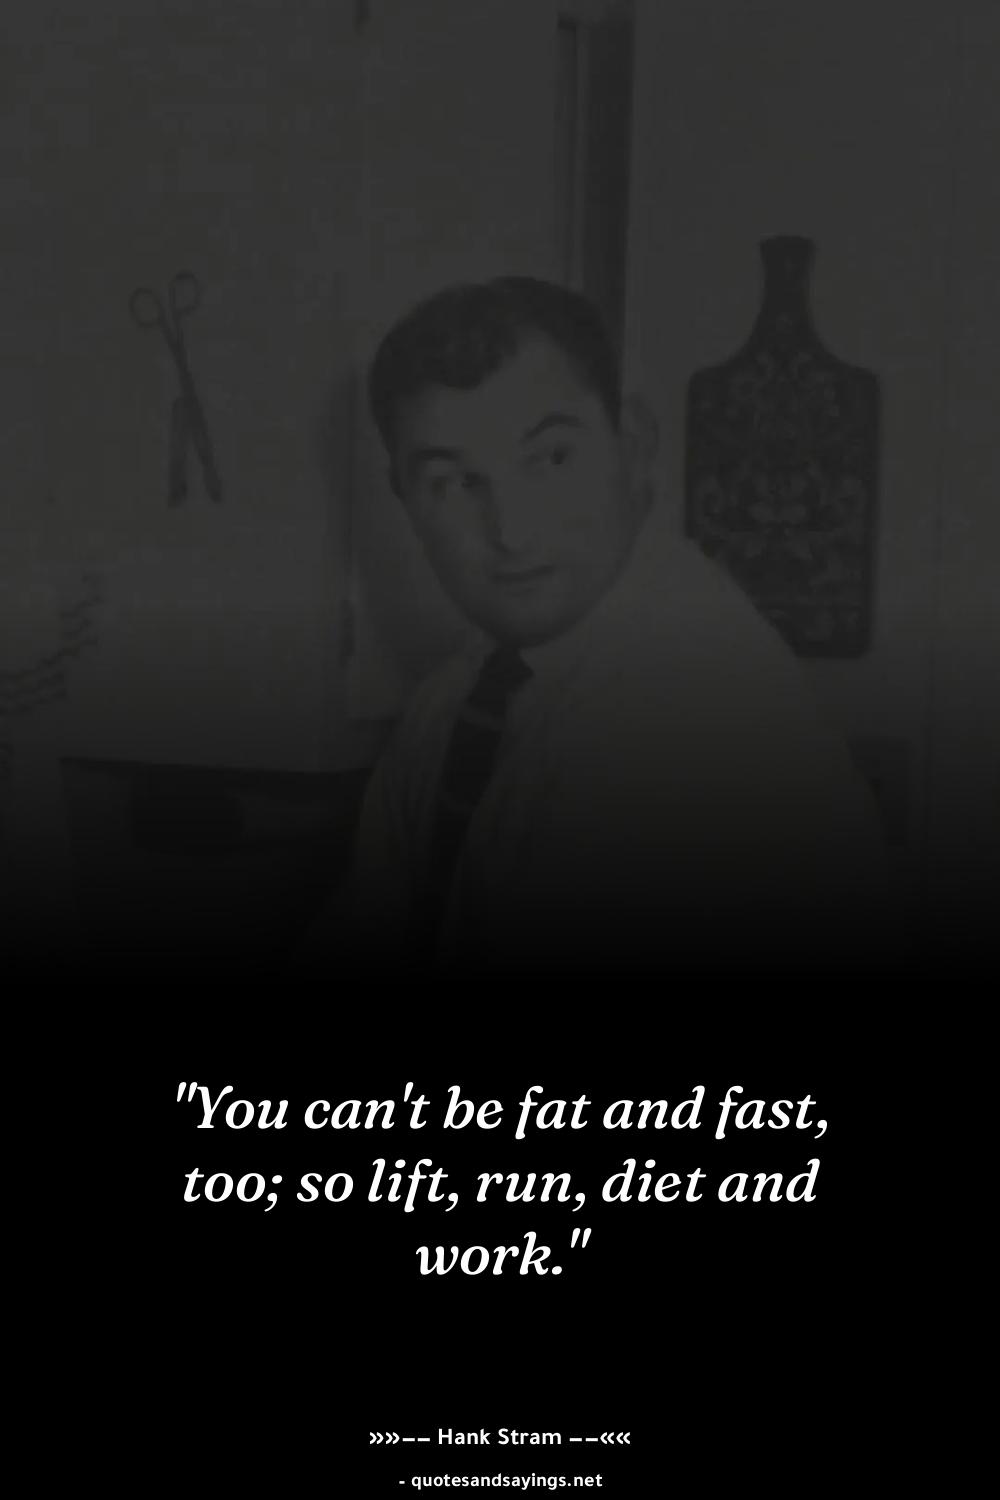 "You can't be fat and fast,
too; so lift, run, diet and
work."
»»−− Hank Stram −−««
- quotesandsayings.net